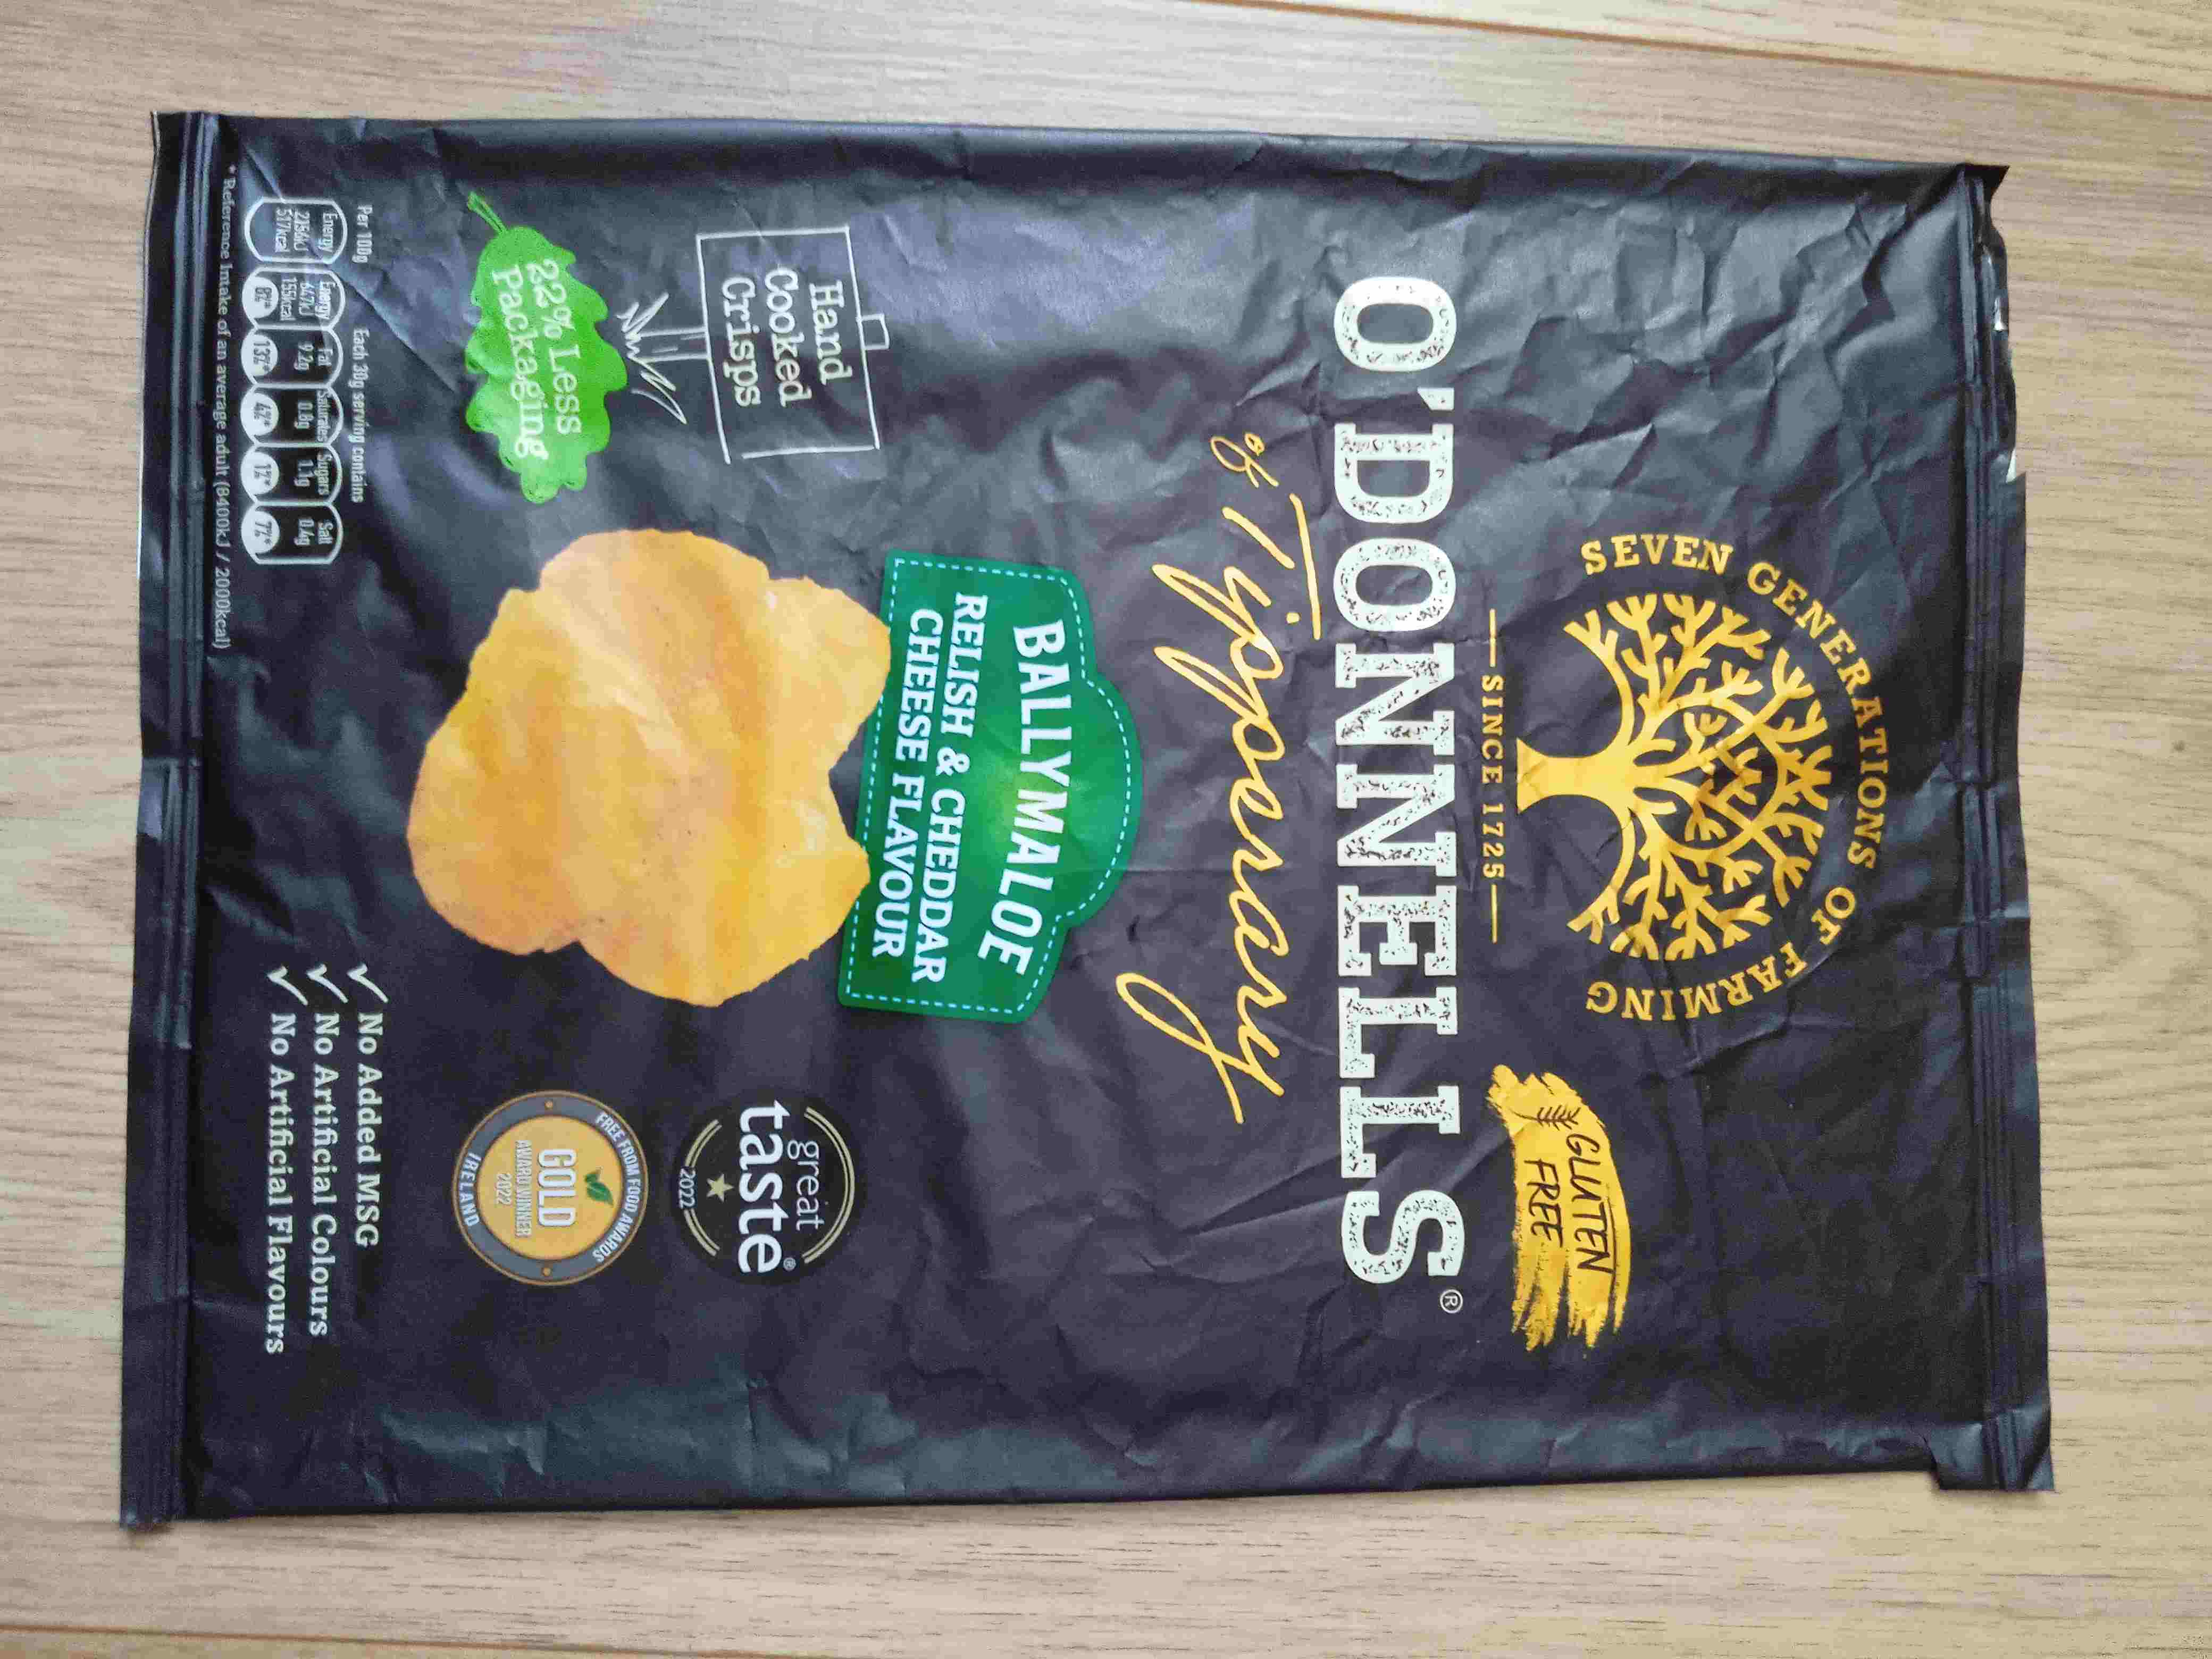 SEVEN GENERATIONS OF FARMING
SINCE 1725
GLUTEN
FREE
O'DONNELLS®
of Tipperary
BALLYMALOE
RELISH & CHEDDAR
CHEESE FLAVOUR
Hand
Cooked
Crisps
22% Less
Packaging
great
taste®
2022
FREE FROM FOOD AWARDS
GOLD
AWARD WINNER
2022
IRELAND
No Added MSG
No Artificial Colours
No Artificial Flavours
Per 100g Each 30g serving contains
Energy Energy Fat Saturates Sugars Salt
2156kJ 647kJ 9.2g 0.8g 1.1g 0.4g
517kcal 155kcal
8%* 13%* 4%* 1%* 7%*
* Reference Intake of an average adult (8400kJ / 2000kcal)